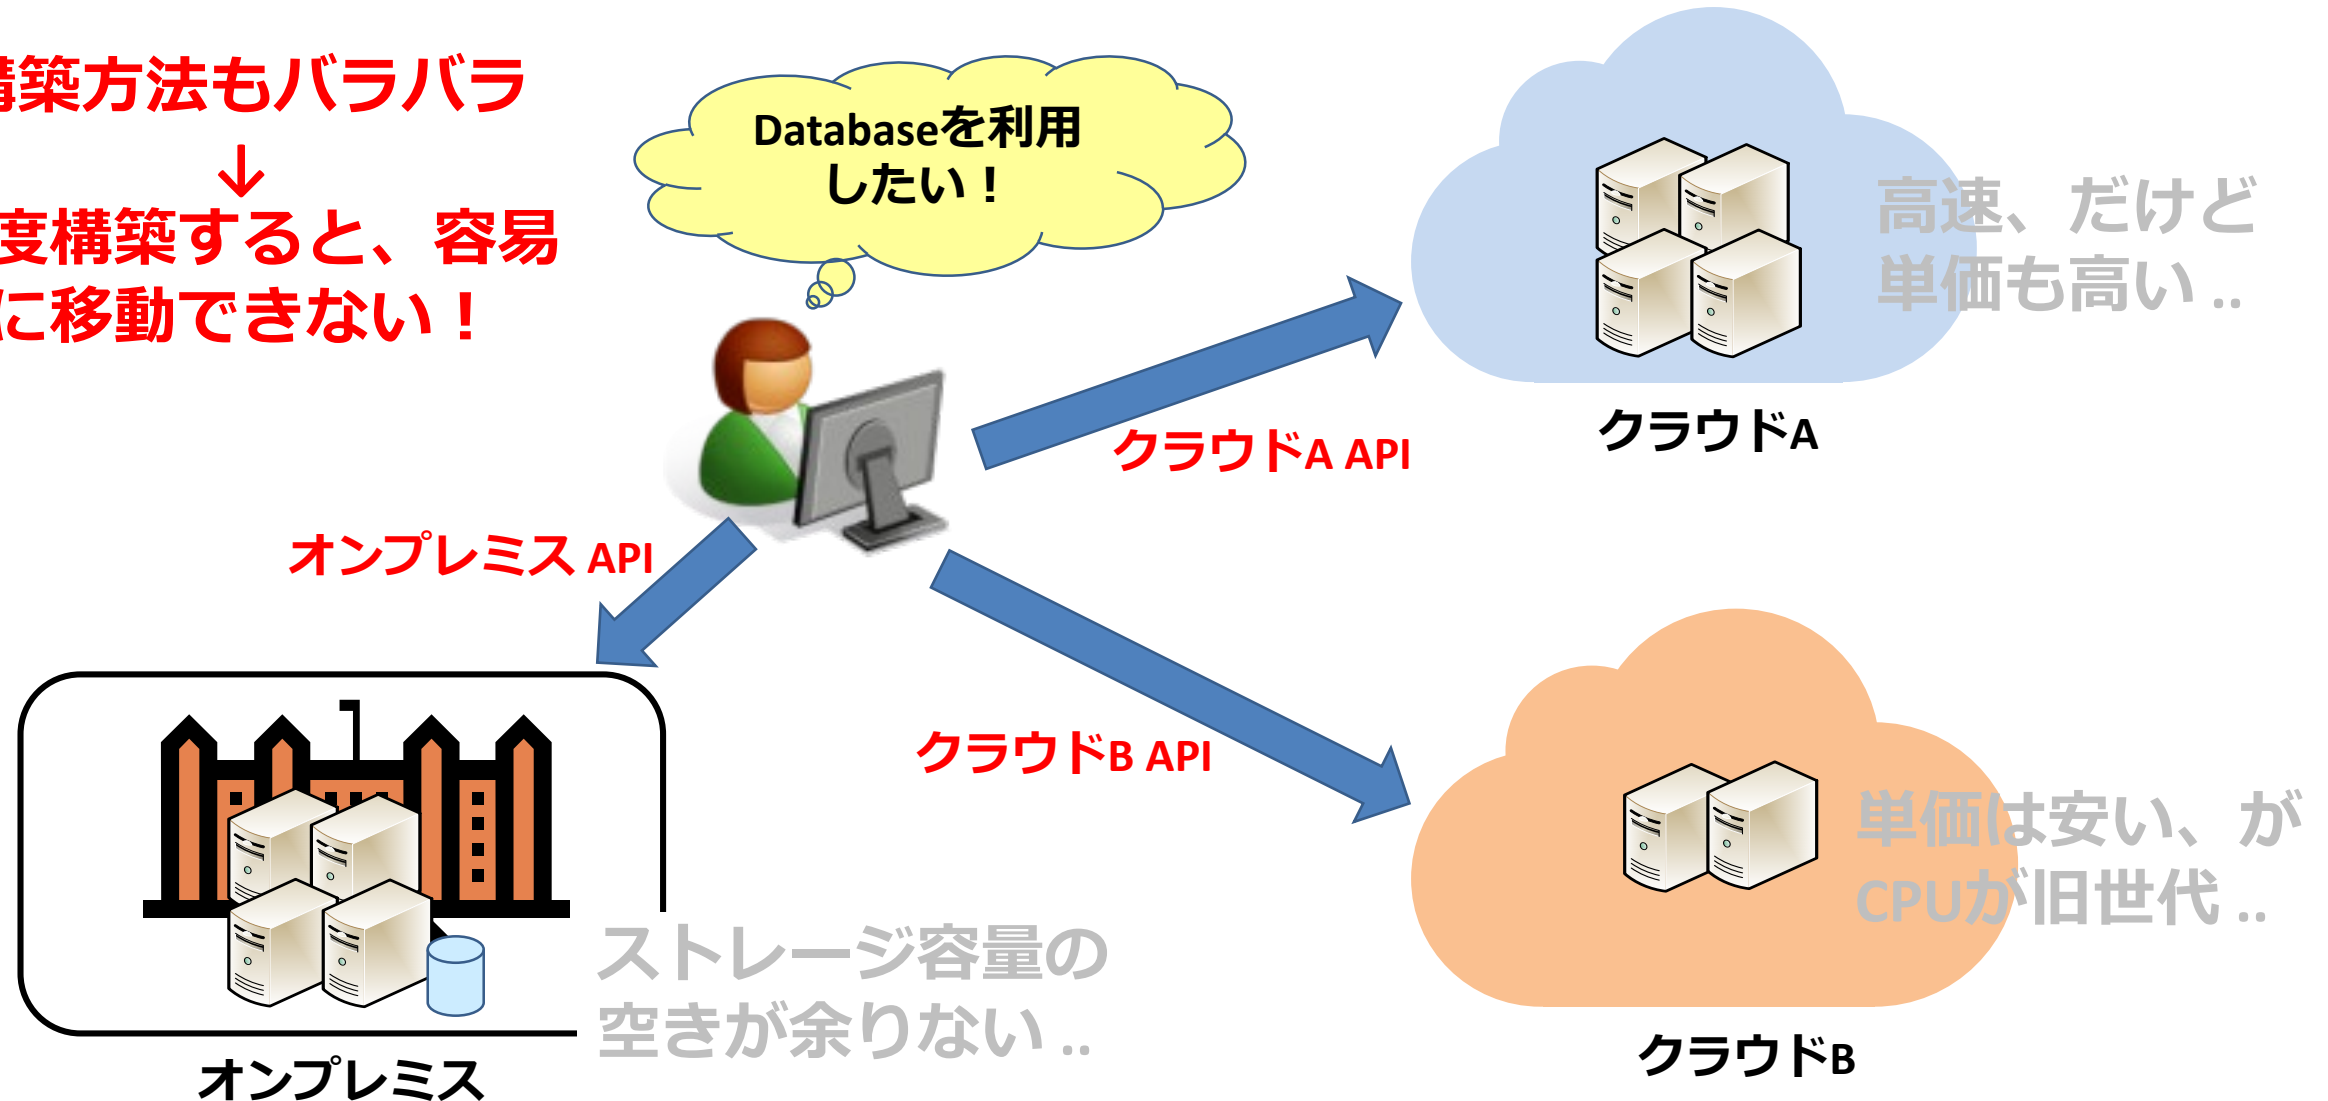 構築方法もバラバラ
↓
度構築すると、容易
に移動できない！
Databaseを利用
したい！
高速、だけど
単価も高い ..
クラウドA
クラウドA API
オンプレミス API
クラウドB API
単価は安い、が
CPUが旧世代 ..
ストレージ容量の
空きが余りない ..
クラウドB
オンプレミス